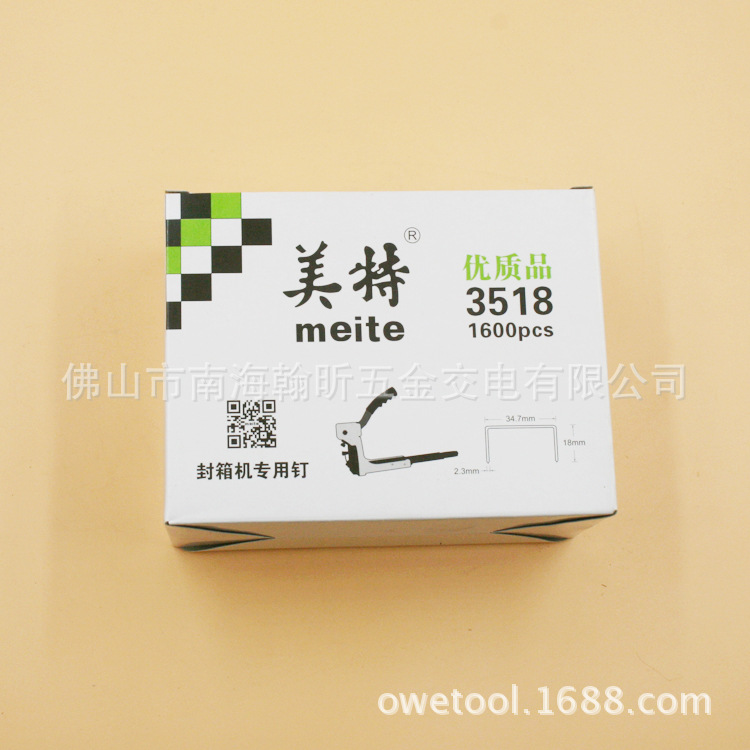 美特®
meite
优质品
3518
1600pcs
佛山市南海翰昕五金交电有限公司
封箱机专用钉
34.7mm
18mm
2.3mm
owetool.1688.com